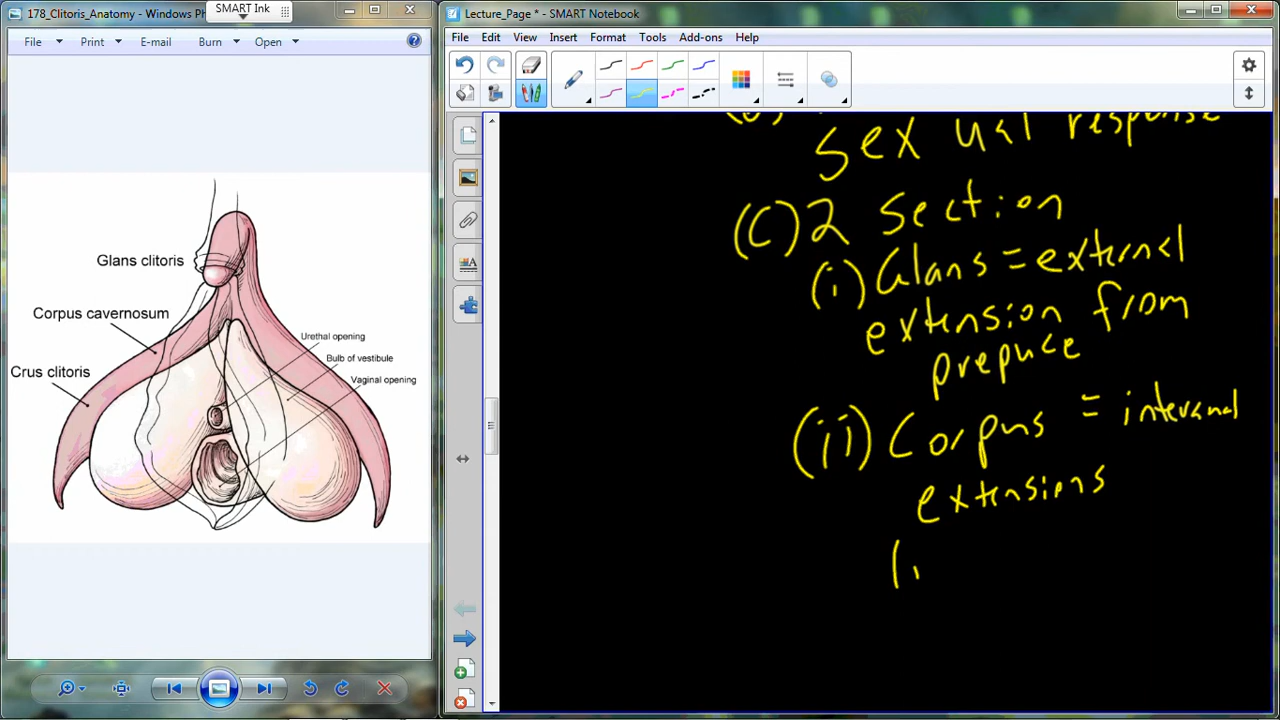 178_Clitoris_Anatomy - Windows Ph
SMART Ink
File
Print
E-mail
Burn
Open
Glans clitoris
Corpus cavernosum
Crus clitoris
Urethal opening
Bulb of vestibule
Vaginal opening
Lecture_Page * - SMART Notebook
File Edit View Insert Format Tools Add-ons Help
sexual response
(C) 2 section
(i) Glans = external
extension from
prepuce
(ii) Corpus = internal
extensions
(i